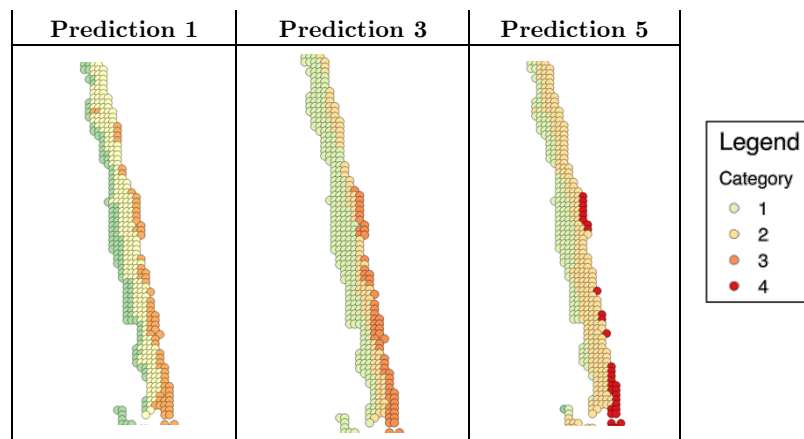 Prediction 1
Prediction 3
Prediction 5
Legend
Category
1
2
3
4